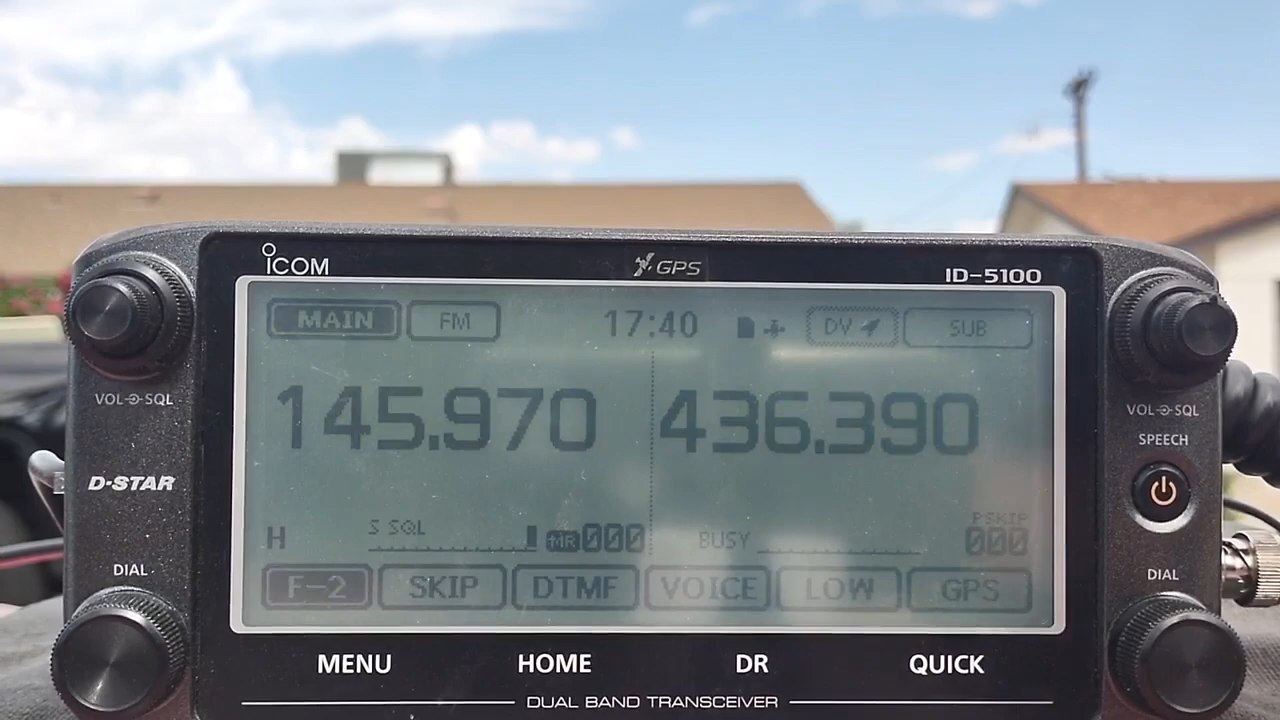 ICOM
GPS
ID-5100
MAIN
FM
17:40
DV
SUB
VOL SQL
VOL SQL
145.970
436.390
SPEECH
D-STAR
H
S SQL
MR 000
BUSY
PSKIP
000
DIAL
F-2
SKIP
DTMF
VOICE
LOW
GPS
DIAL
MENU
HOME
DR
QUICK
DUAL BAND TRANSCEIVER